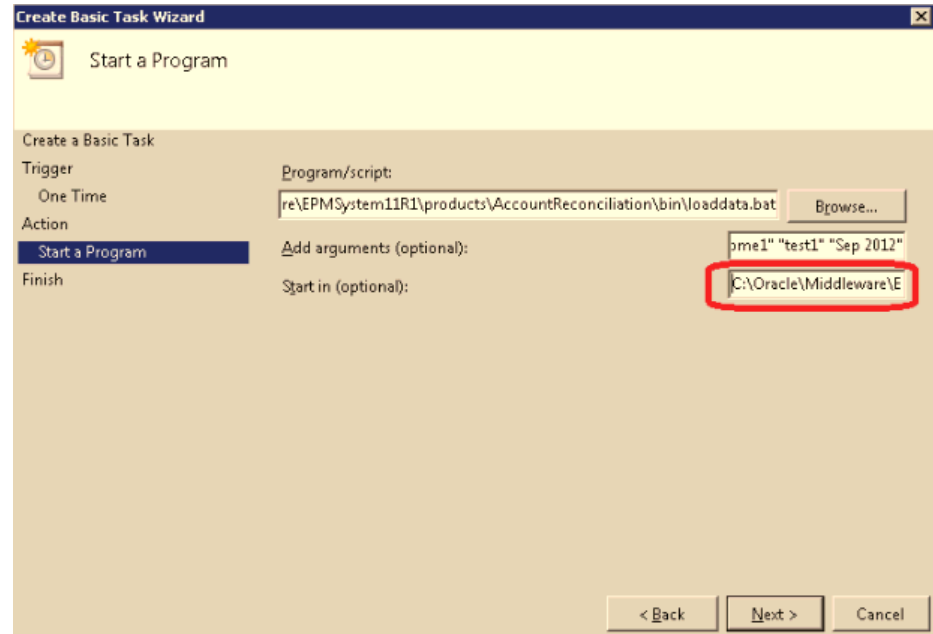 Create Basic Task Wizard
Start a Program
Create a Basic Task
Trigger
One Time
Action
Start a Program
Finish
Program/script:
re\EPMSystem11R1\products\AccountReconciliation\bin\loaddata.bat
Browse...
Add arguments (optional):
ome1" "test1" "Sep 2012"
Start in (optional):
C:\Oracle\Middleware\E
< Back
Next >
Cancel